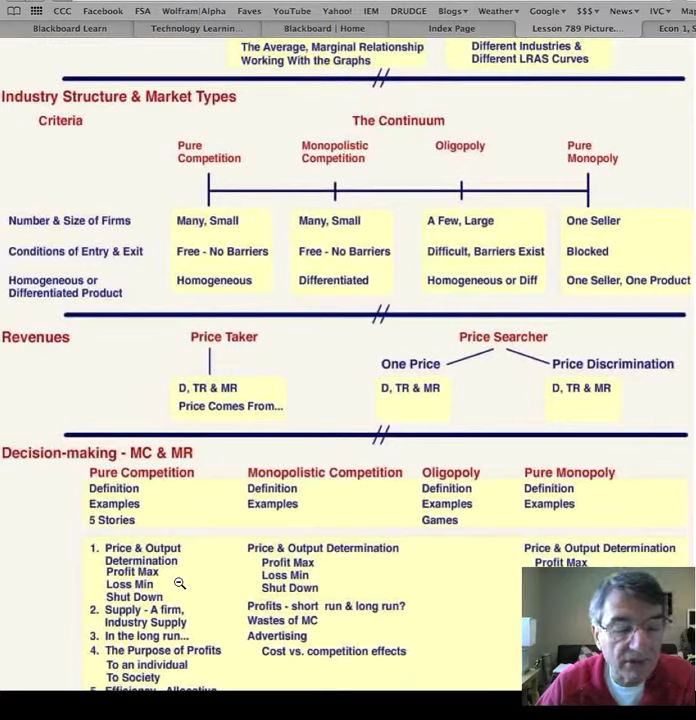 CCC Facebook FSA Wolfram|Alpha Faves YouTube Yahoo! IEM DRUDGE Blogs Weather Google $$$ News IVC Ma
Blackboard Learn Technology Learnin... Blackboard | Home Index Page Lesson 789 Picture.... Econ 1, S
The Average, Marginal Relationship
Working With the Graphs
Different Industries &
Different LRAS Curves
Industry Structure & Market Types
Criteria The Continuum
Pure
Competition
Monopolistic
Competition
Oligopoly
Pure
Monopoly
Number & Size of Firms Many, Small Many, Small A Few, Large One Seller
Conditions of Entry & Exit Free - No Barriers Free - No Barriers Difficult, Barriers Exist Blocked
Homogeneous or
Differentiated Product
Homogeneous Differentiated Homogeneous or Diff One Seller, One Product
Revenues Price Taker Price Searcher
One Price Price Discrimination
D, TR & MR D, TR & MR D, TR & MR
Price Comes From...
Decision-making - MC & MR
Pure Competition Monopolistic Competition Oligopoly Pure Monopoly
Definition Definition Definition Definition
Examples Examples Examples Examples
5 Stories Games
1. Price & Output
Determination
Profit Max
Loss Min
Shut Down
2. Supply - A firm,
Industry Supply
3. In the long run...
4. The Purpose of Profits
To an individual
To Society
5. Efficiency - Allocative
Price & Output Determination
Profit Max
Loss Min
Shut Down
Profits - short run & long run?
Wastes of MC
Advertising
Cost vs. competition effects
Price & Output Determination
Profit Max